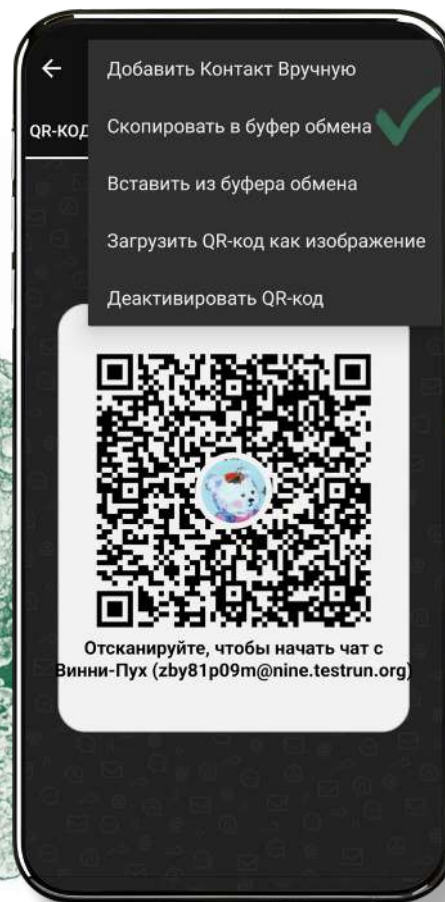 Добавить Контакт Вручную
QR-КОД
Скопировать в буфер обмена
Вставить из буфера обмена
Загрузить QR-код как изображение
Деактивировать QR-код
Отсканируйте, чтобы начать чат с
Винни-Пух (zby81p09m@nine.testrun.org)